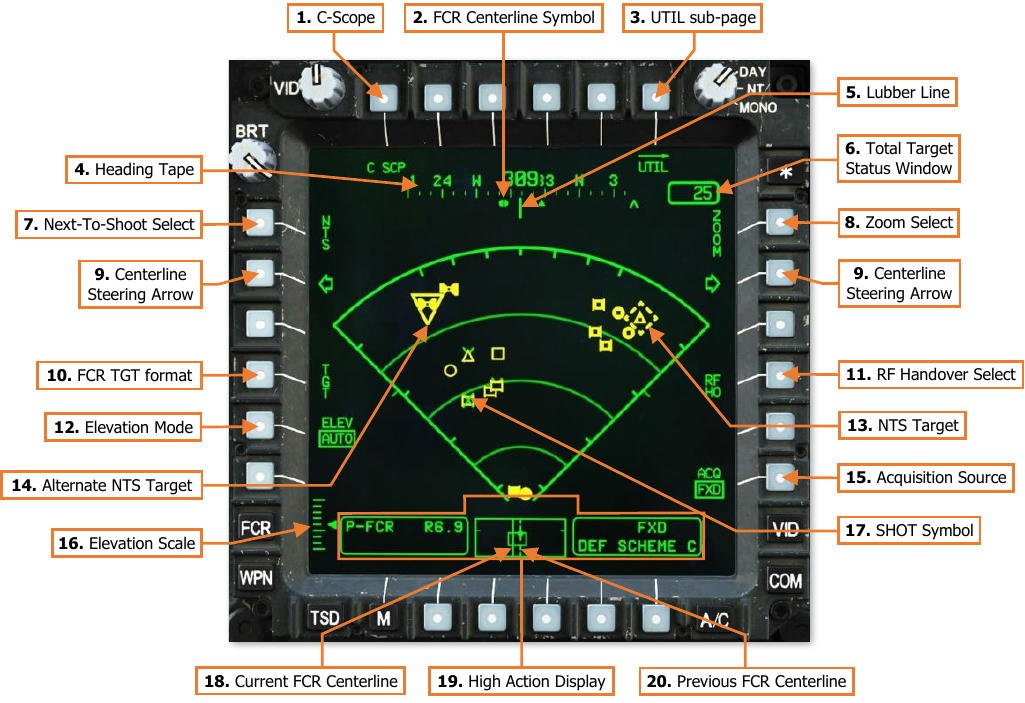 1. C-Scope
2. FCR Centerline Symbol
3. UTIL sub-page
VID
DAY
NT
MONO
5. Lubber Line
BRT
4. Heading Tape
C SCP
UTIL
6. Total Target
Status Window
*
1 24 W 309 33 N 3
25
7. Next-To-Shoot Select
NTS
ZOOM
8. Zoom Select
9. Centerline
Steering Arrow
9. Centerline
Steering Arrow
10. FCR TGT format
TGT
RF
HO
11. RF Handover Select
12. Elevation Mode
ELEV
AUTO
13. NTS Target
14. Alternate NTS Target
ACQ
FXD
15. Acquisition Source
16. Elevation Scale
FCR
P-FCR R6.9
FXD
DEF SCHEME C
VID
17. SHOT Symbol
WPN
COM
TSD
M
A/C
18. Current FCR Centerline
19. High Action Display
20. Previous FCR Centerline